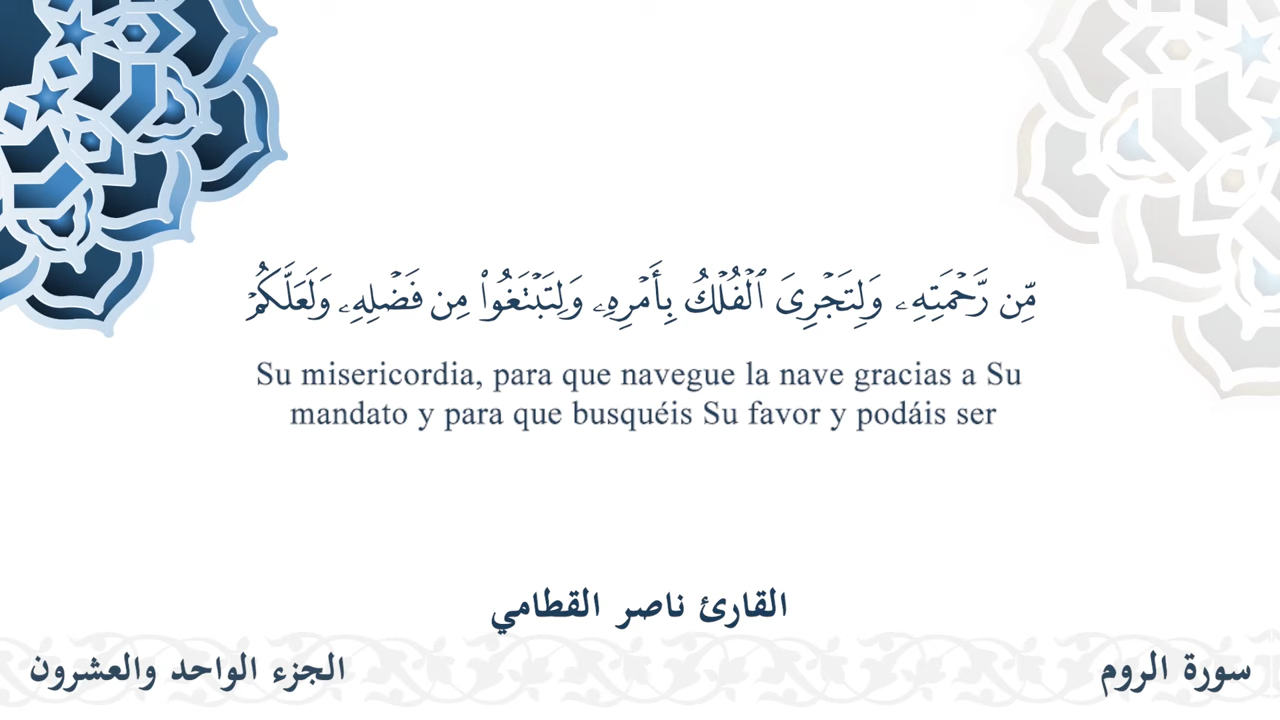 مِّن رَّحْمَتِهِۦ وَلِتَجْرِىَ ٱلْفُلْكُ بِأَمْرِهِۦ وَلِتَبْتَغُوا۟ مِن فَضْلِهِۦ وَلَعَلَّكُمْ
Su misericordia, para que navegue la nave gracias a Su
mandato y para que busquéis Su favor y podáis ser
القارئ ناصر القطامي
سورة الروم
الجزء الواحد والعشرون